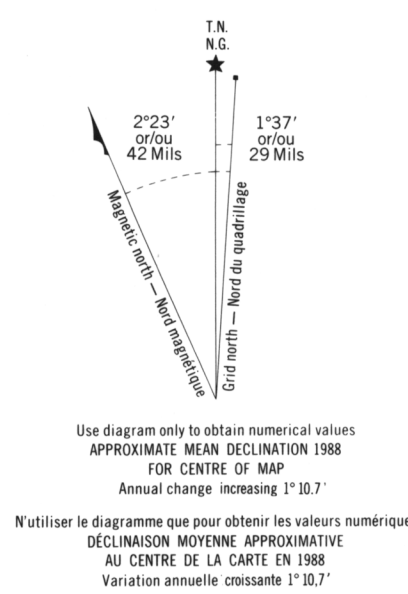 T.N.
N.G.
2°23′
or/ou
42 Mils
1°37′
or/ou
29 Mils
Magnetic north — Nord magnétique
Grid north — Nord du quadrillage
Use diagram only to obtain numerical values
APPROXIMATE MEAN DECLINATION 1988
FOR CENTRE OF MAP
Annual change increasing 1° 10.7′
N'utiliser le diagramme que pour obtenir les valeurs numérique
DÉCLINAISON MOYENNE APPROXIMATIVE
AU CENTRE DE LA CARTE EN 1988
Variation annuelle croissante 1° 10,7′